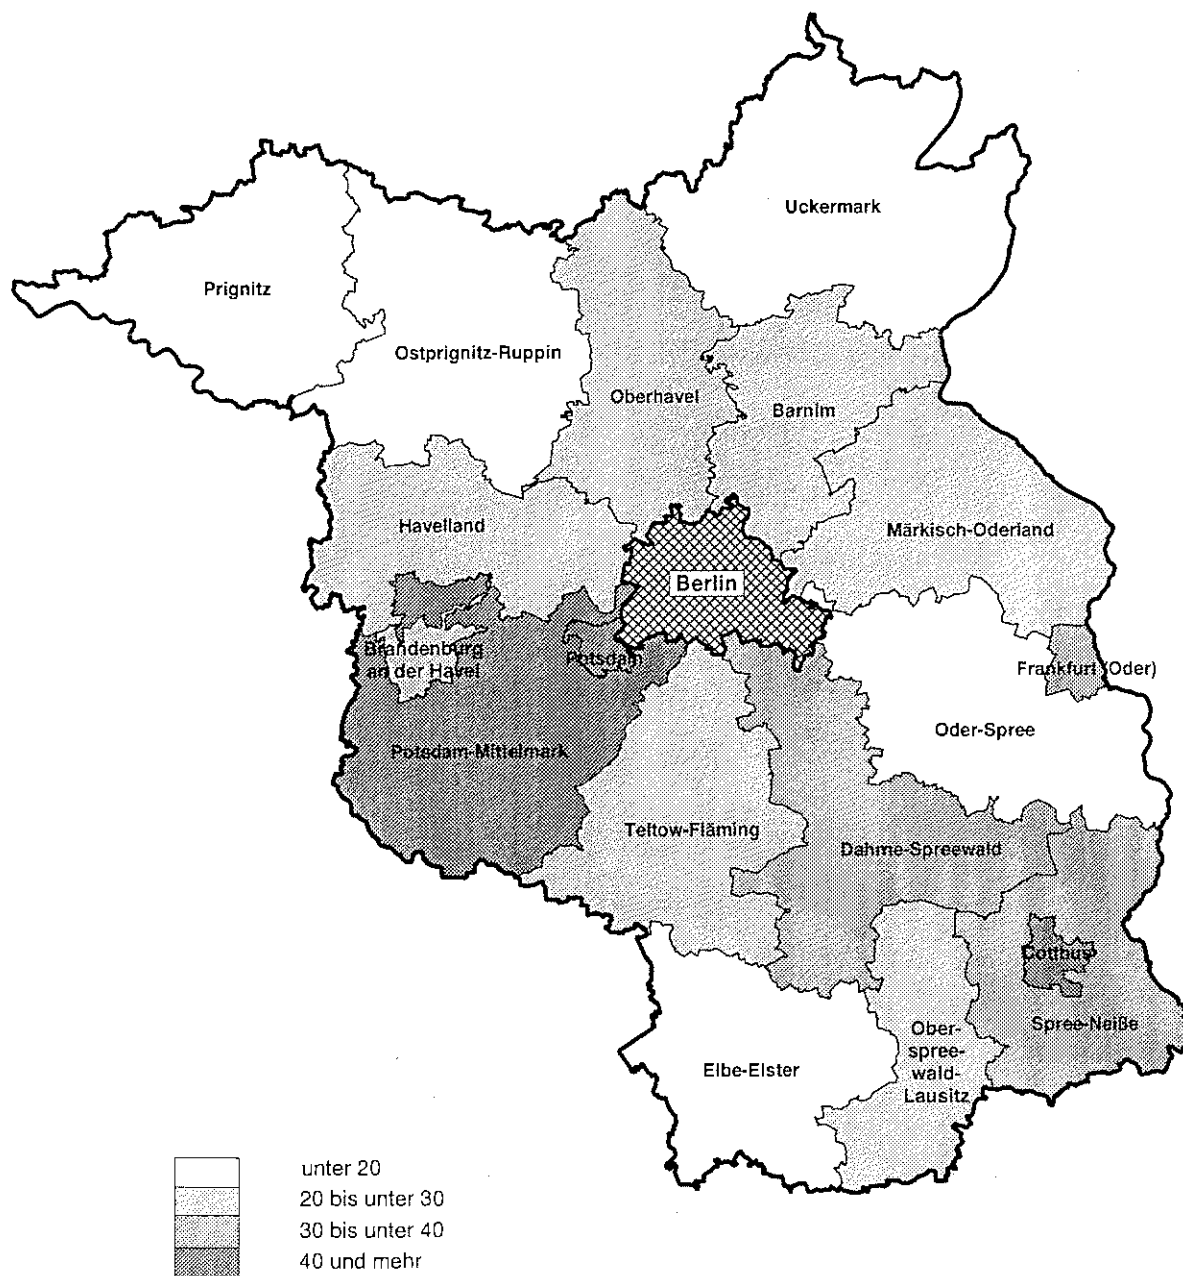 Uckermark
Prignitz
Ostprignitz-Ruppin
Oberhavel
Barnim
Havelland
Märkisch-Oderland
Berlin
Brandenburg
an der Havel
Potsdam
Frankfurt (Oder)
Oder-Spree
Potsdam-Mittelmark
Teltow-Fläming
Dahme-Spreewald
Cottbus
Spree-Neiße
Ober-
spree-
wald-
Lausitz
Elbe-Elster
unter 20
20 bis unter 30
30 bis unter 40
40 und mehr